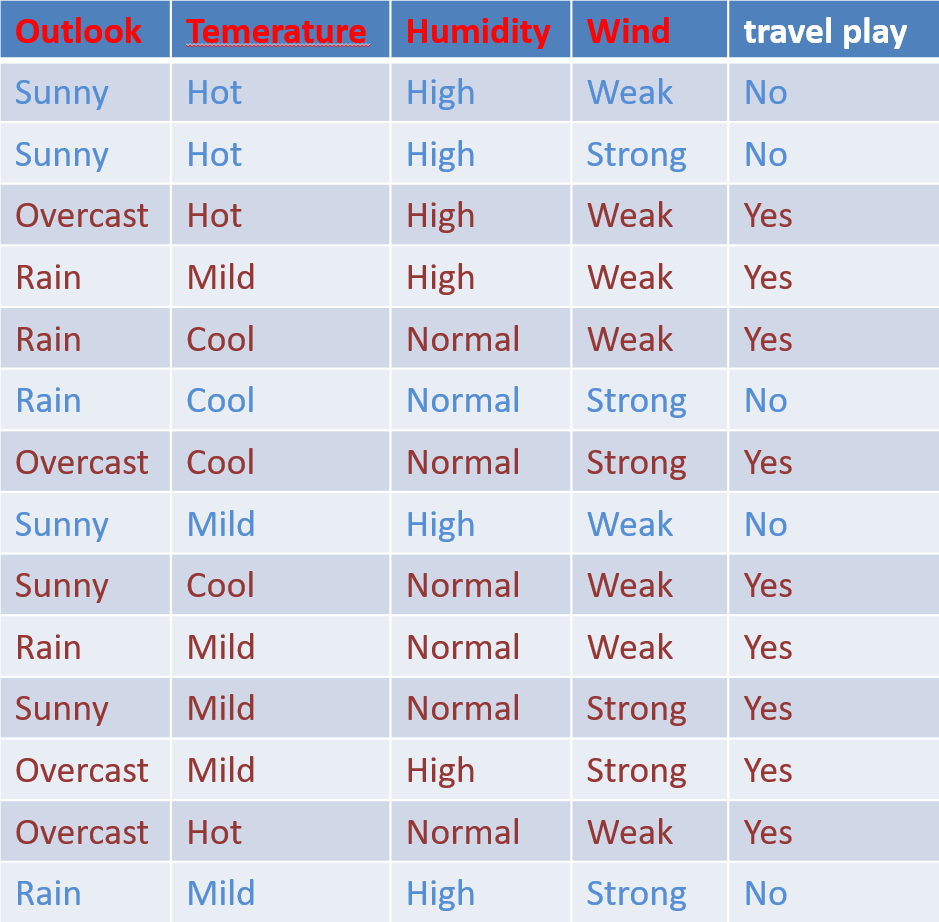 Outlook Temerature Humidity Wind travel play
Sunny Hot High Weak No
Sunny Hot High Strong No
Overcast Hot High Weak Yes
Rain Mild High Weak Yes
Rain Cool Normal Weak Yes
Rain Cool Normal Strong No
Overcast Cool Normal Strong Yes
Sunny Mild High Weak No
Sunny Cool Normal Weak Yes
Rain Mild Normal Weak Yes
Sunny Mild Normal Strong Yes
Overcast Mild High Strong Yes
Overcast Hot Normal Weak Yes
Rain Mild High Strong No